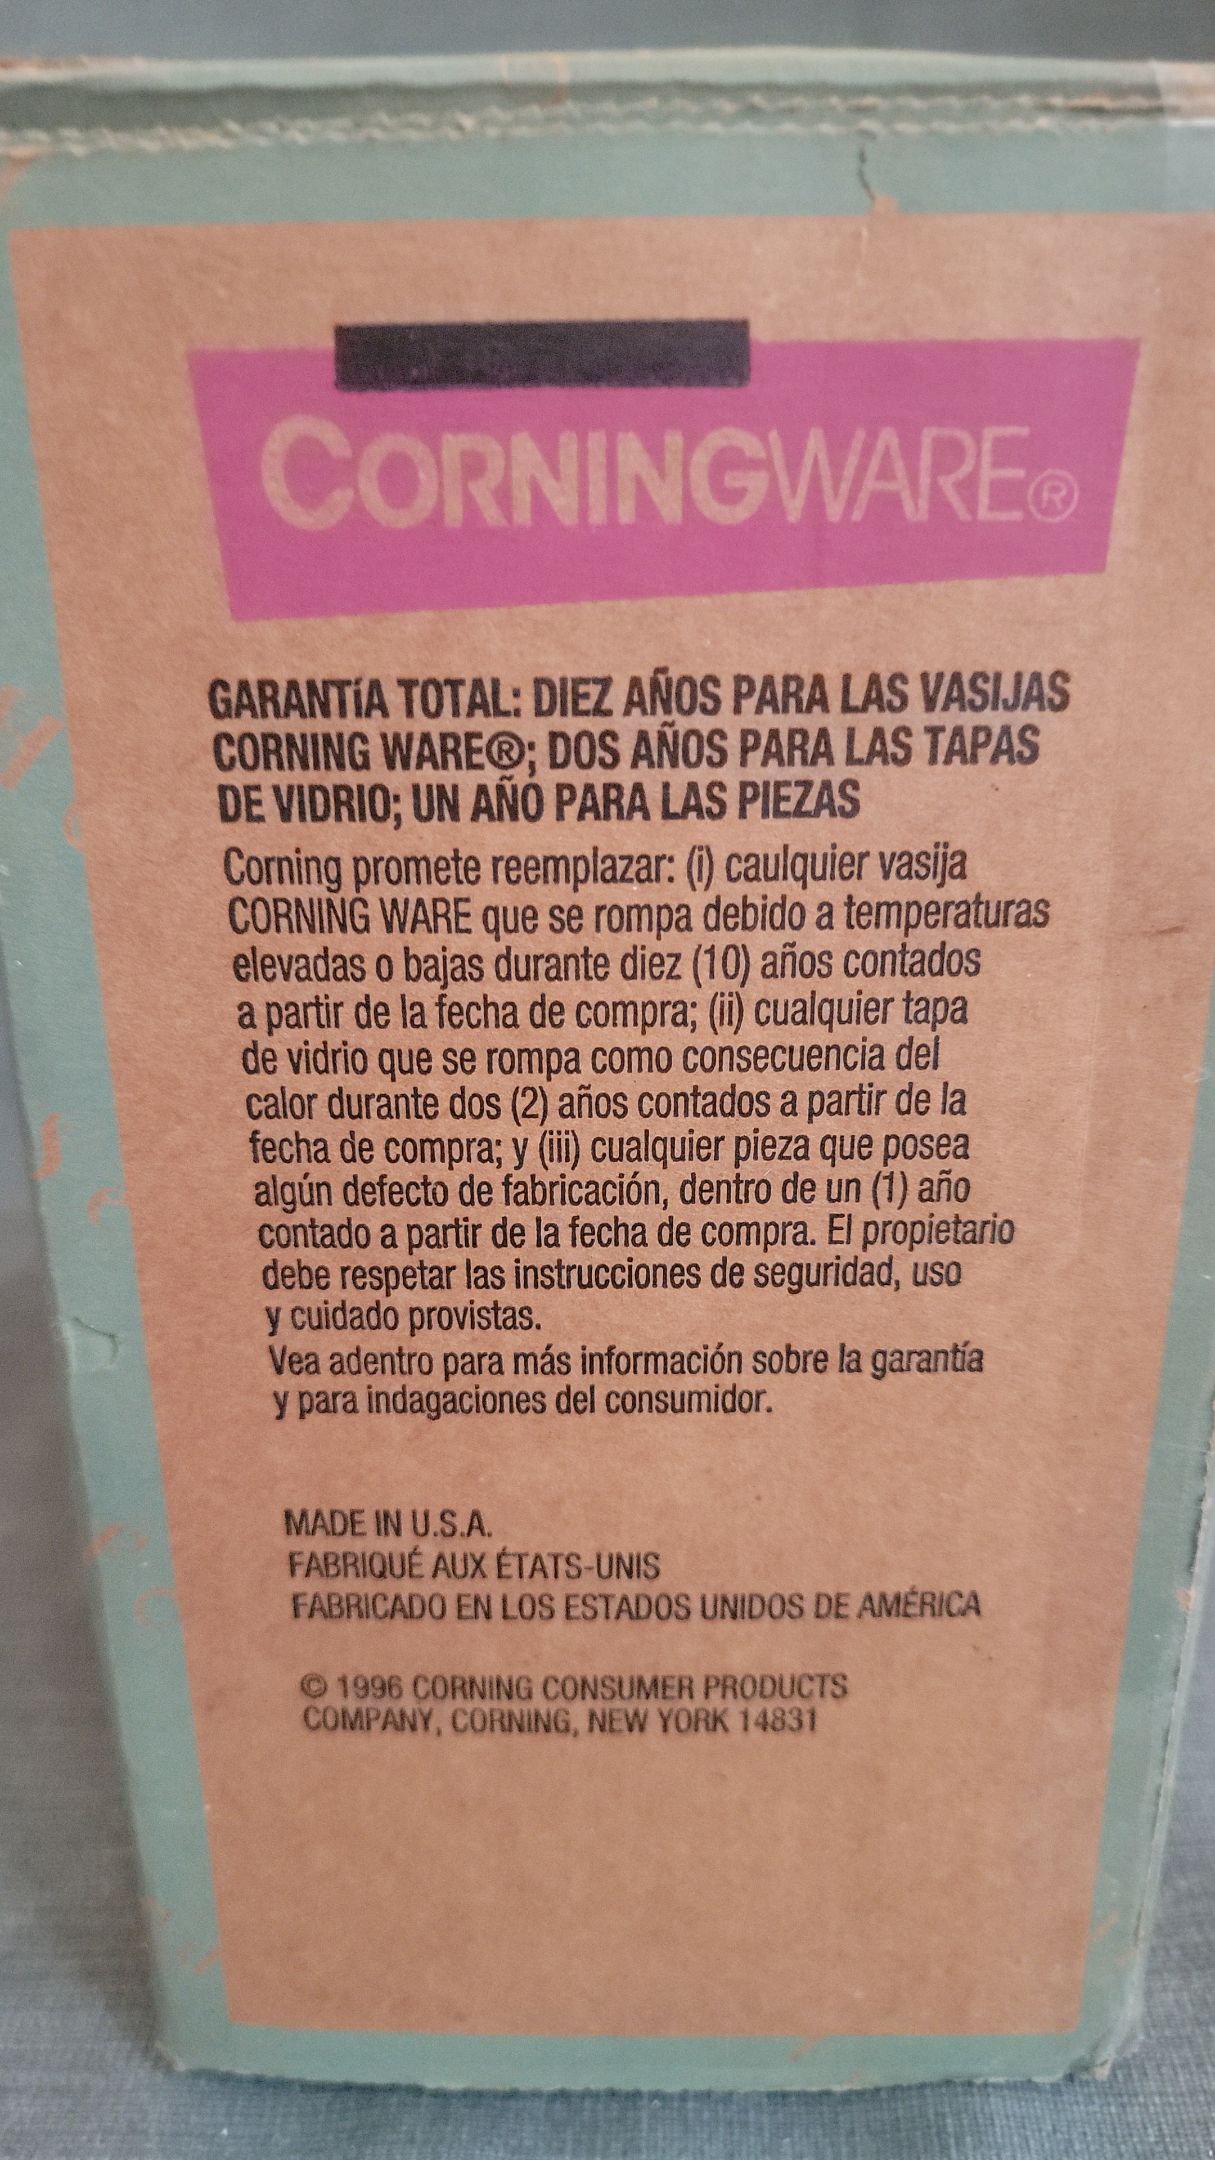 CORNINGWARE®
GARANTíA TOTAL: DIEZ AÑOS PARA LAS VASIJAS
CORNING WARE®; DOS AÑOS PARA LAS TAPAS
DE VIDRIO; UN AÑO PARA LAS PIEZAS
Corning promete reemplazar: (i) caulquier vasija
CORNING WARE que se rompa debido a temperaturas
elevadas o bajas durante diez (10) años contados
a partir de la fecha de compra; (ii) cualquier tapa
de vidrio que se rompa como consecuencia del
calor durante dos (2) años contados a partir de la
fecha de compra; y (iii) cualquier pieza que posea
algún defecto de fabricación, dentro de un (1) año
contado a partir de la fecha de compra. El propietario
debe respetar las instrucciones de seguridad, uso
y cuidado provistas.
Vea adentro para más información sobre la garantía
y para indagaciones del consumidor.
MADE IN U.S.A.
FABRIQUÉ AUX ÉTATS-UNIS
FABRICADO EN LOS ESTADOS UNIDOS DE AMÉRICA
© 1996 CORNING CONSUMER PRODUCTS
COMPANY, CORNING, NEW YORK 14831